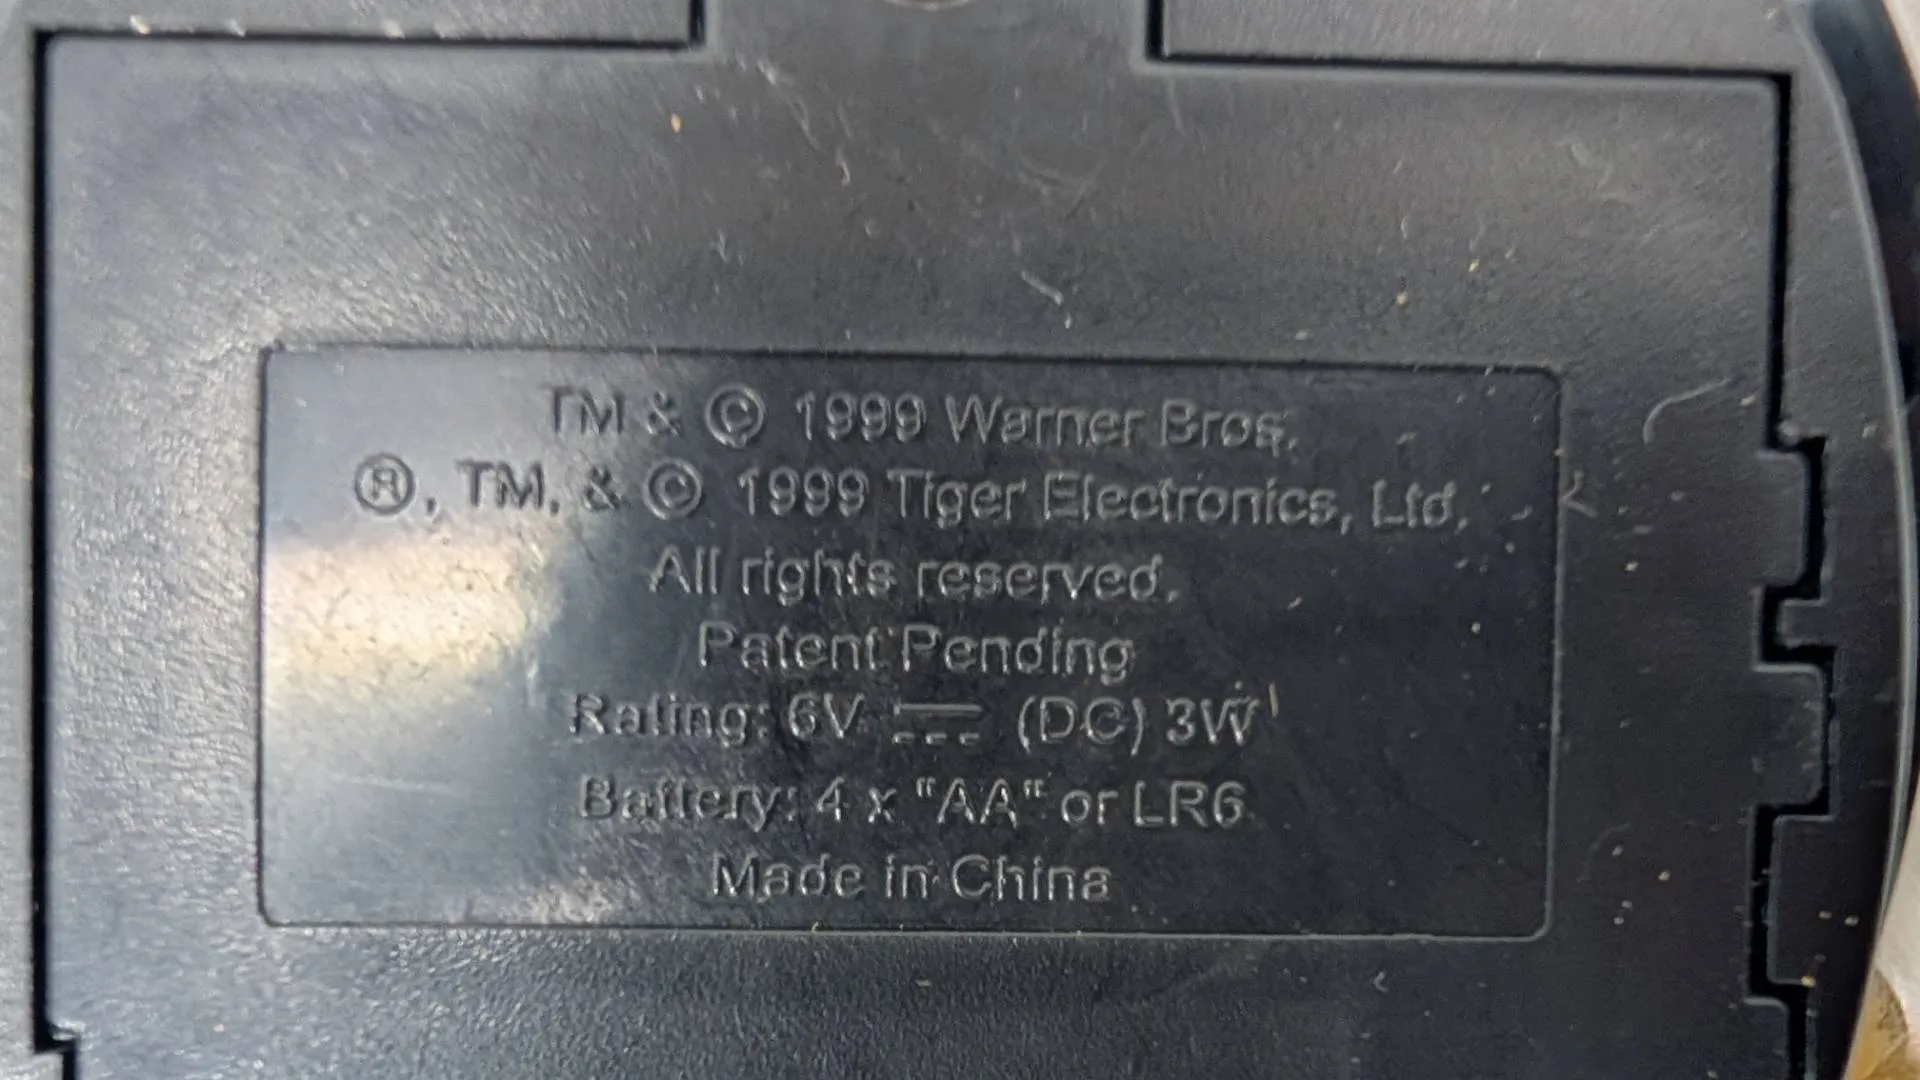 TM & © 1999 Warner Bros.
®, TM, & © 1999 Tiger Electronics, Ltd.
All rights reserved.
Patent Pending
Rating: 6V ⎓ (DC) 3W
Battery: 4 x "AA" or LR6
Made in China